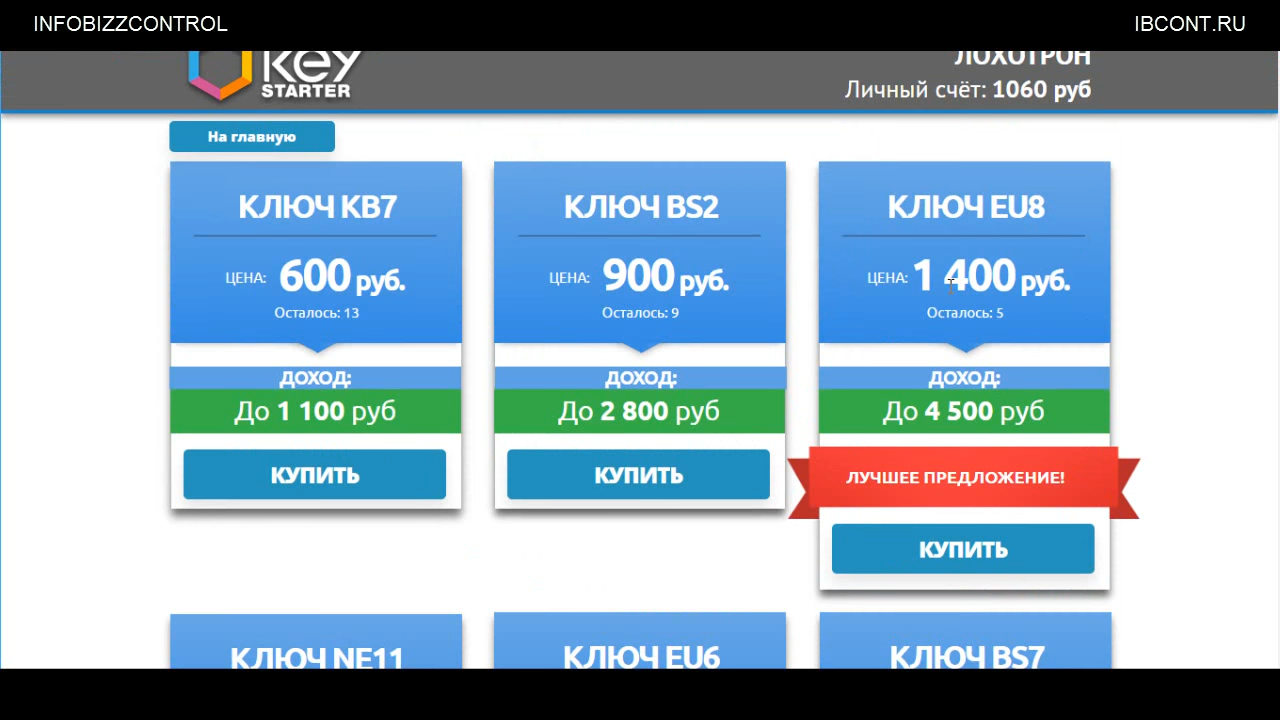 INFOBIZZCONTROL
IBCONT.RU
Key
STARTER
ЛОХОТРОН
Личный счёт: 1060 руб
На главную
КЛЮЧ KB7
ЦЕНА: 600 руб.
Осталось: 13
ДОХОД:
До 1 100 руб
КУПИТЬ
КЛЮЧ BS2
ЦЕНА: 900 руб.
Осталось: 9
ДОХОД:
До 2 800 руб
КУПИТЬ
КЛЮЧ EU8
ЦЕНА: 1 400 руб.
Осталось: 5
ДОХОД:
До 4 500 руб
ЛУЧШЕЕ ПРЕДЛОЖЕНИЕ!
КУПИТЬ
КЛЮЧ NE11
КЛЮЧ EU6
КЛЮЧ BS7